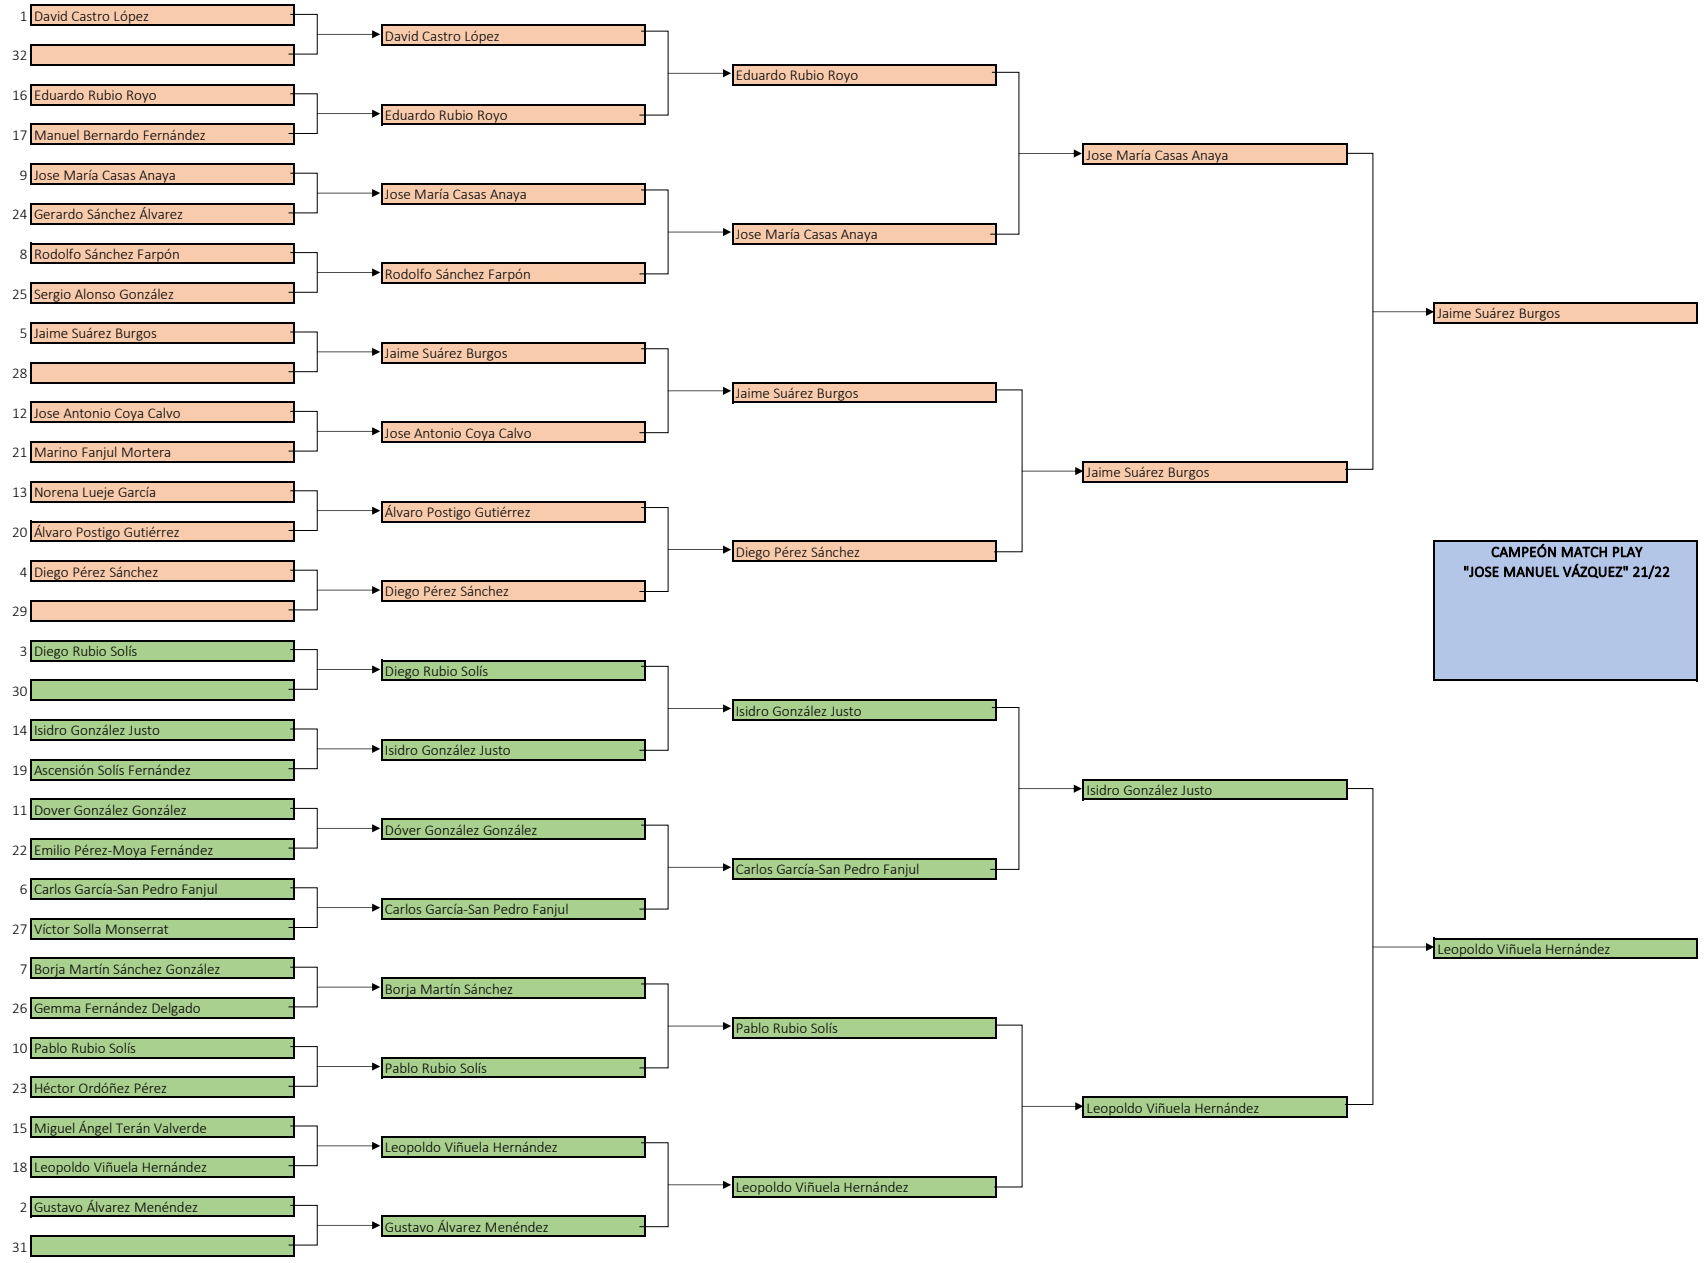 1 David Castro López
32
16 Eduardo Rubio Royo
17 Manuel Bernardo Fernández
9 Jose María Casas Anaya
24 Gerardo Sánchez Álvarez
8 Rodolfo Sánchez Farpón
25 Sergio Alonso González
5 Jaime Suárez Burgos
28
12 Jose Antonio Coya Calvo
21 Marino Fanjul Mortera
13 Norena Lueje García
20 Álvaro Postigo Gutiérrez
4 Diego Pérez Sánchez
29
3 Diego Rubio Solís
30
14 Isidro González Justo
19 Ascensión Solís Fernández
11 Dover González González
22 Emilio Pérez-Moya Fernández
6 Carlos García-San Pedro Fanjul
27 Víctor Solla Monserrat
7 Borja Martín Sánchez González
26 Gemma Fernández Delgado
10 Pablo Rubio Solís
23 Héctor Ordóñez Pérez
15 Miguel Ángel Terán Valverde
18 Leopoldo Viñuela Hernández
2 Gustavo Álvarez Menéndez
31
David Castro López
Eduardo Rubio Royo
Jose María Casas Anaya
Rodolfo Sánchez Farpón
Jaime Suárez Burgos
Jose Antonio Coya Calvo
Álvaro Postigo Gutiérrez
Diego Pérez Sánchez
Diego Rubio Solís
Isidro González Justo
Dóver González González
Carlos García-San Pedro Fanjul
Borja Martín Sánchez
Pablo Rubio Solís
Leopoldo Viñuela Hernández
Gustavo Álvarez Menéndez
Eduardo Rubio Royo
Jose María Casas Anaya
Jaime Suárez Burgos
Diego Pérez Sánchez
Isidro González Justo
Carlos García-San Pedro Fanjul
Pablo Rubio Solís
Leopoldo Viñuela Hernández
Jose María Casas Anaya
Jaime Suárez Burgos
Isidro González Justo
Leopoldo Viñuela Hernández
Jaime Suárez Burgos
CAMPEÓN MATCH PLAY
"JOSE MANUEL VÁZQUEZ" 21/22
Leopoldo Viñuela Hernández